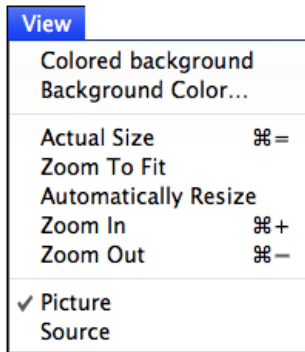 View
Colored background
Background Color...
Actual Size ⌘=
Zoom To Fit
Automatically Resize
Zoom In ⌘+
Zoom Out ⌘−
✓ Picture
Source